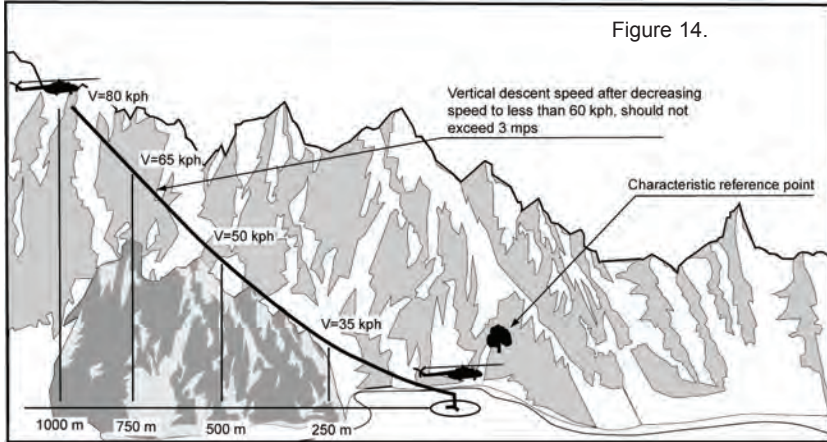 Figure 14.
V=80 kph
Vertical descent speed after decreasing
speed to less than 60 kph, should not
exceed 3 mps
V=65 kph
Characteristic reference point
V=50 kph
V=35 kph
1000 m
750 m
500 m
250 m